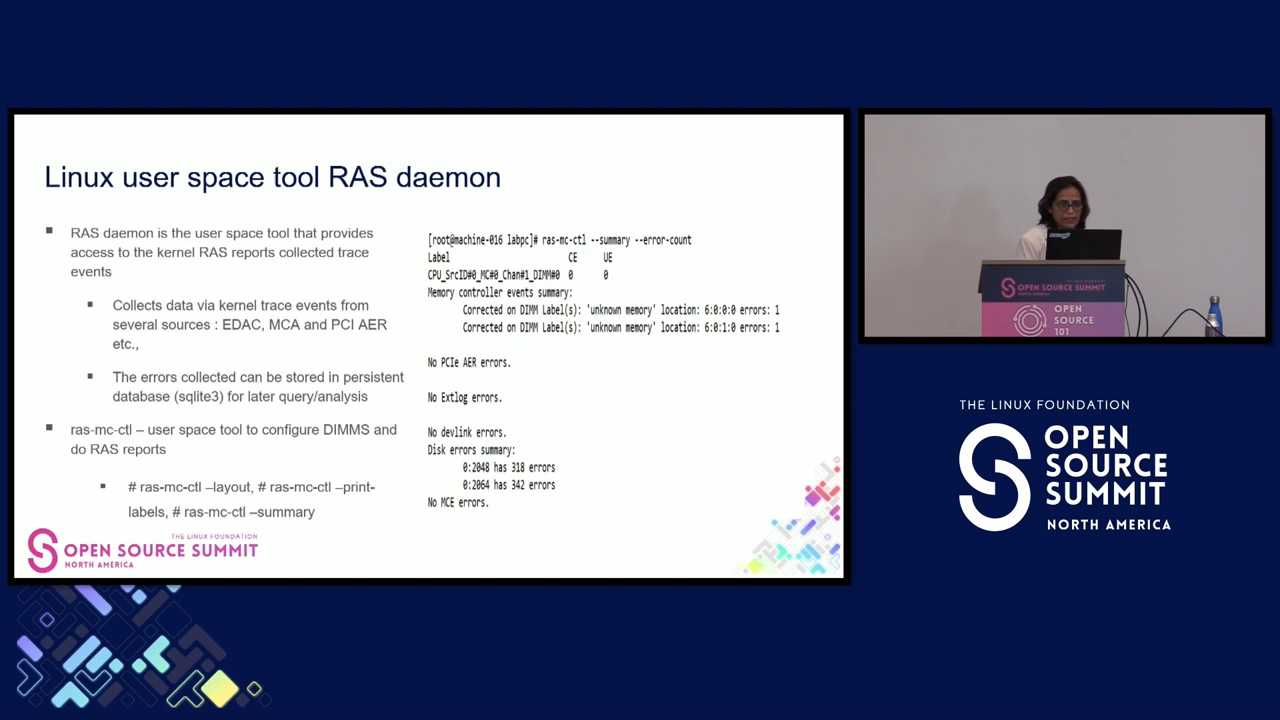 Linux user space tool RAS daemon
RAS daemon is the user space tool that provides
access to the kernel RAS reports collected trace
events
Collects data via kernel trace events from
several sources : EDAC, MCA and PCI AER
etc.,
The errors collected can be stored in persistent
database (sqlite3) for later query/analysis
ras-mc-ctl – user space tool to configure DIMMS and
do RAS reports
# ras-mc-ctl –layout, # ras-mc-ctl –print-
labels, # ras-mc-ctl –summary
[root@machine-016 labpc]# ras-mc-ctl --summary --error-count
Label CE UE
CPU_SrcID#0_MC#0_Chan#1_DIMM#0 0 0
Memory controller events summary:
Corrected on DIMM Label(s): 'unknown memory' location: 6:0:0:0 errors: 1
Corrected on DIMM Label(s): 'unknown memory' location: 6:0:1:0 errors: 1
No PCIe AER errors.
No Extlog errors.
No devlink errors.
Disk errors summary:
0:2048 has 318 errors
0:2064 has 342 errors
No MCE errors.
THE LINUX FOUNDATION
OPEN SOURCE SUMMIT
NORTH AMERICA
OPEN SOURCE SUMMIT
NORTH AMERICA
OPEN
SOURCE
101
THE LINUX FOUNDATION
OPEN
SOURCE
SUMMIT
NORTH AMERICA